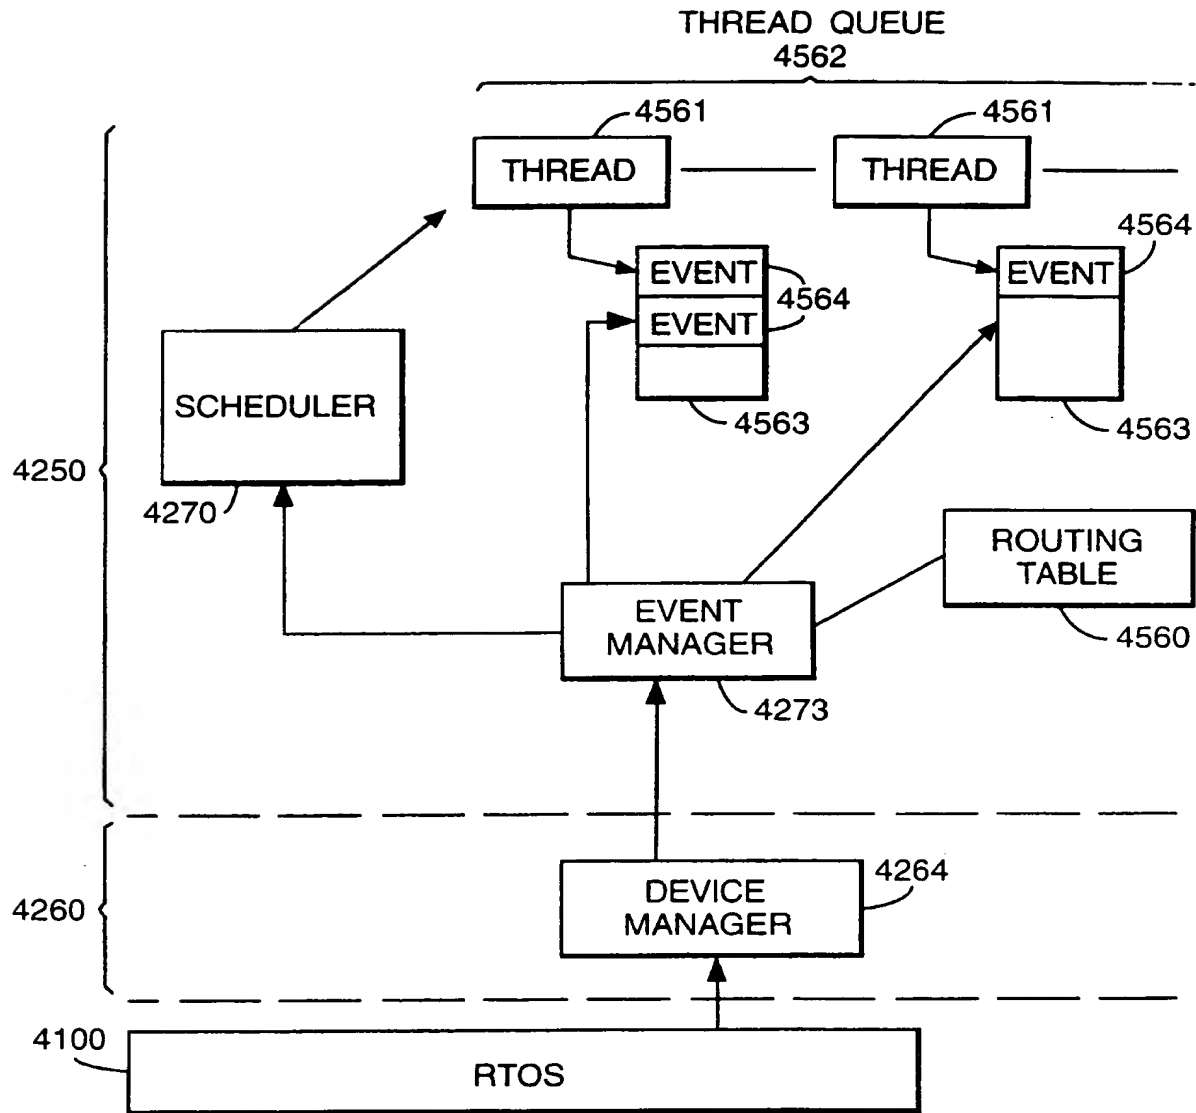 THREAD QUEUE
4562
4561
4561
THREAD
THREAD
4564
EVENT
EVENT
4564
EVENT
SCHEDULER
4563
4563
4250
4270
ROUTING
TABLE
EVENT
MANAGER
4560
4273
4264
DEVICE
MANAGER
4260
4100
RTOS